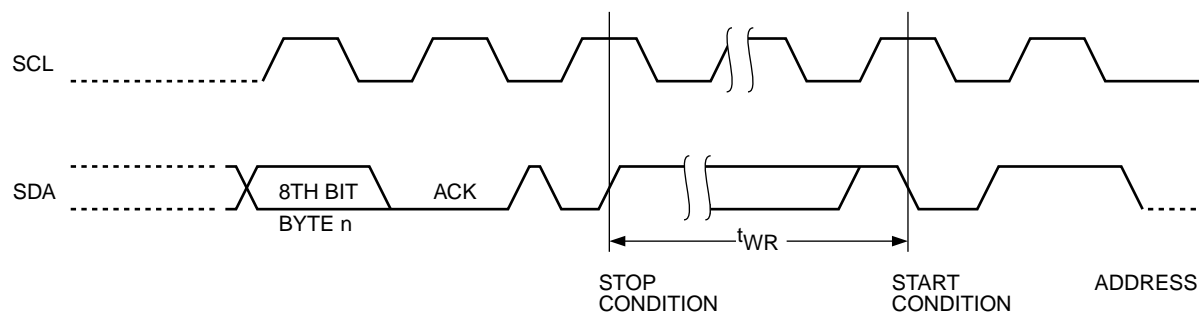 SCL
SDA
8TH BIT
BYTE n
ACK
tWR
STOP
CONDITION
START
CONDITION
ADDRESS